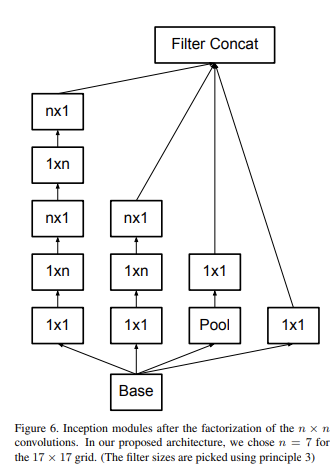 Filter Concat
nx1
1xn
nx1 nx1
1xn 1xn 1x1
1x1 1x1 Pool 1x1
Base
Figure 6. Inception modules after the factorization of the n × n
convolutions. In our proposed architecture, we chose n = 7 for
the 17 × 17 grid. (The filter sizes are picked using principle 3)